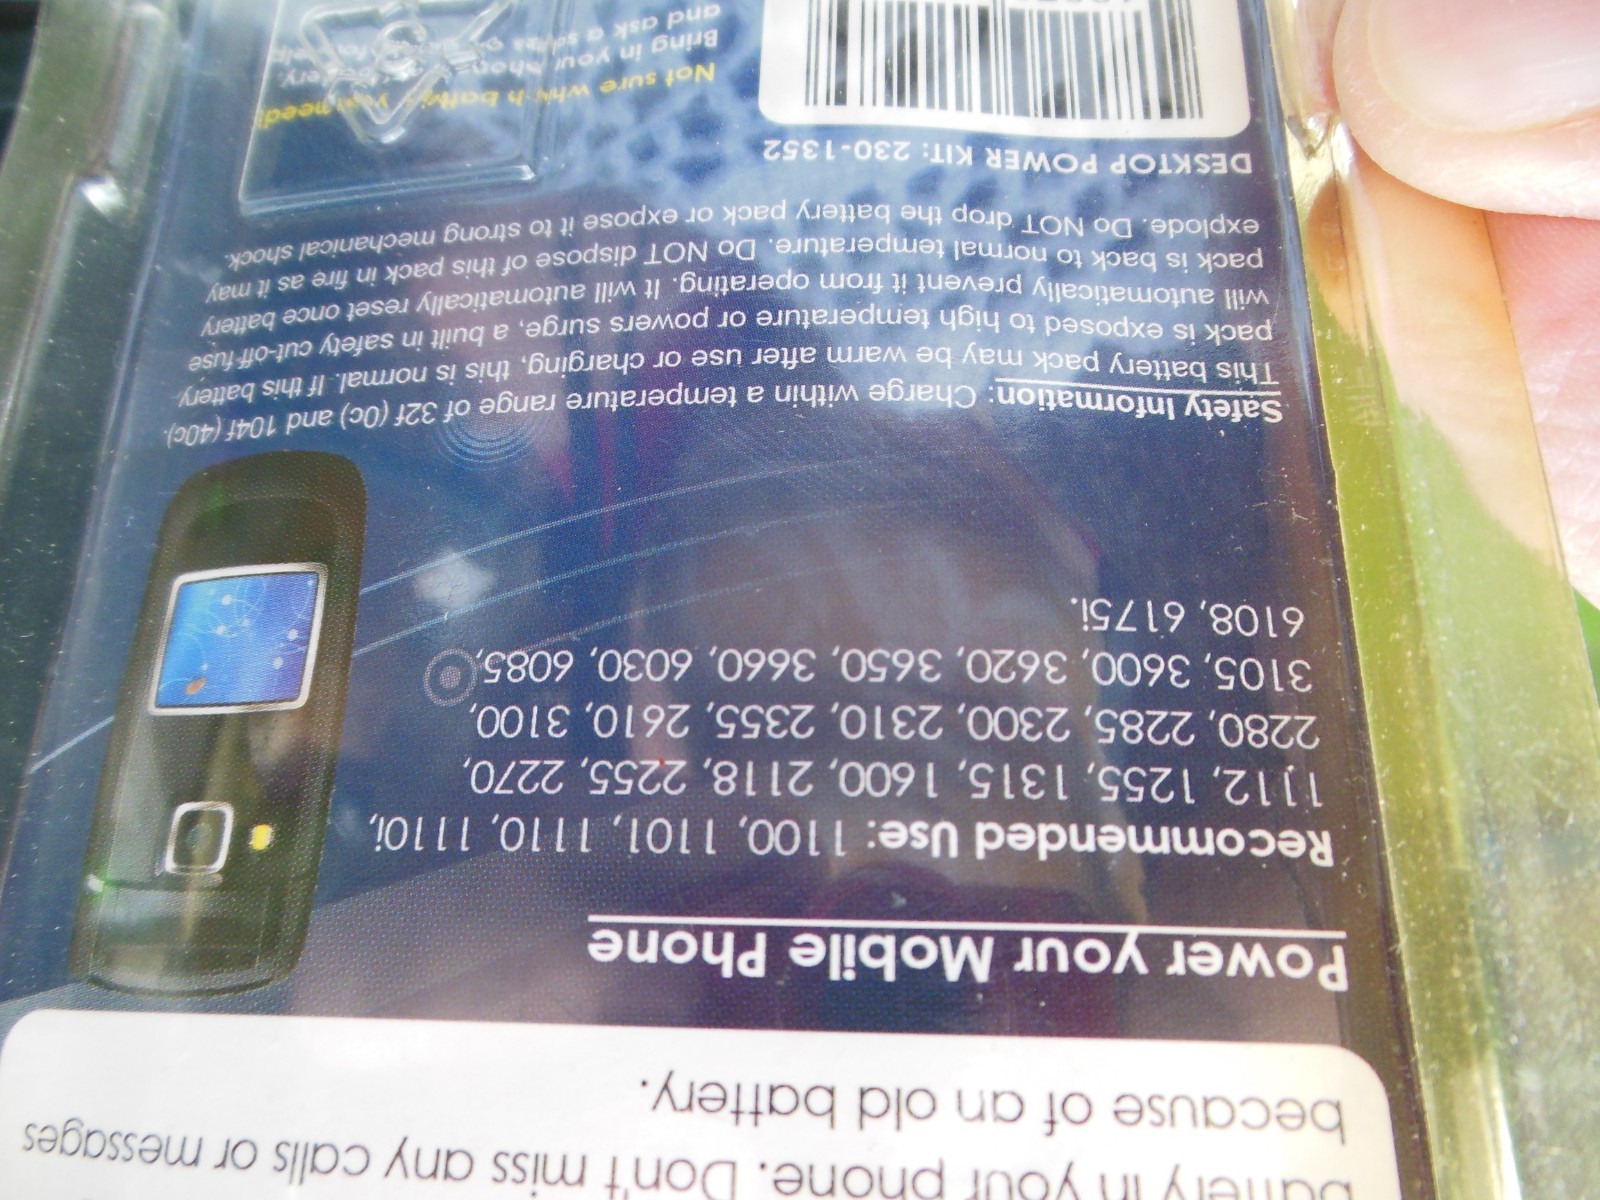 battery in your phone. Don't miss any calls or messages
because of an old battery.
Power your Mobile Phone
Recommended Use: 1100, 1101, 1110, 1110i,
1112, 1255, 1315, 1600, 2118, 2255, 2270,
2280, 2285, 2300, 2310, 2355, 2610, 3100,
3105, 3600, 3620, 3650, 3660, 6030, 6085,
6108, 6175i.
Safety Information: Charge within a temperature range of 32f (0c) and 104f (40c).
This battery pack may be warm after use or charging, this is normal. If this battery
pack is exposed to high temperature or powers surge, a built in safety cut-off fuse
will automatically prevent it from operating. It will automatically reset once battery
pack is back to normal temperature. Do NOT dispose of this pack in fire as it may
explode. Do NOT drop the battery pack or expose it to strong mechanical shock.
DESKTOP POWER KIT: 230-1352
Not sure which battery you need?
Bring in your phone or battery
and ask a sales